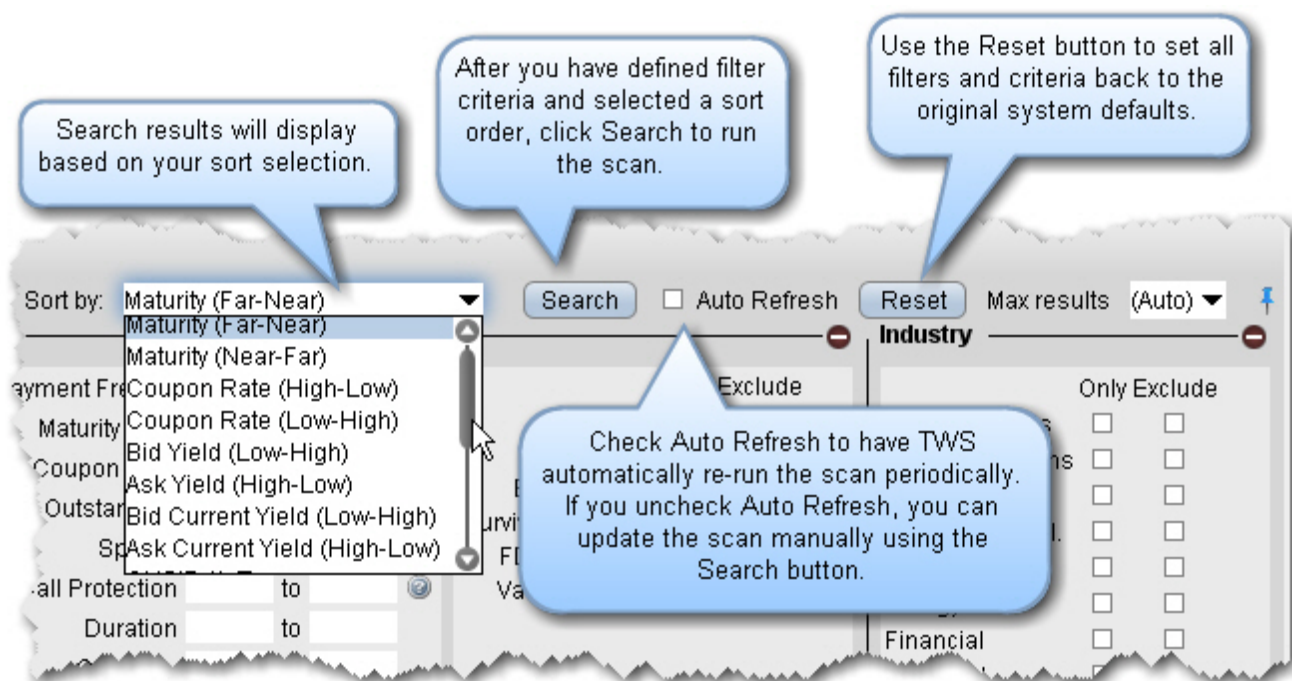 Search results will display
based on your sort selection.
After you have defined filter
criteria and selected a sort
order, click Search to run
the scan.
Use the Reset button to set all
filters and criteria back to the
original system defaults.
Sort by: Maturity (Far-Near) Search Auto Refresh Reset Max results (Auto)
Maturity (Far-Near)
Maturity (Near-Far)
Coupon Rate (High-Low)
Coupon Rate (Low-High)
Bid Yield (Low-High)
Ask Yield (High-Low)
Bid Current Yield (Low-High)
Ask Current Yield (High-Low)
Maturity
Coupon
all Protection to
Duration to
Exclude
Check Auto Refresh to have TWS
automatically re-run the scan periodically.
If you uncheck Auto Refresh, you can
update the scan manually using the
Search button.
Industry
Only Exclude
Financial